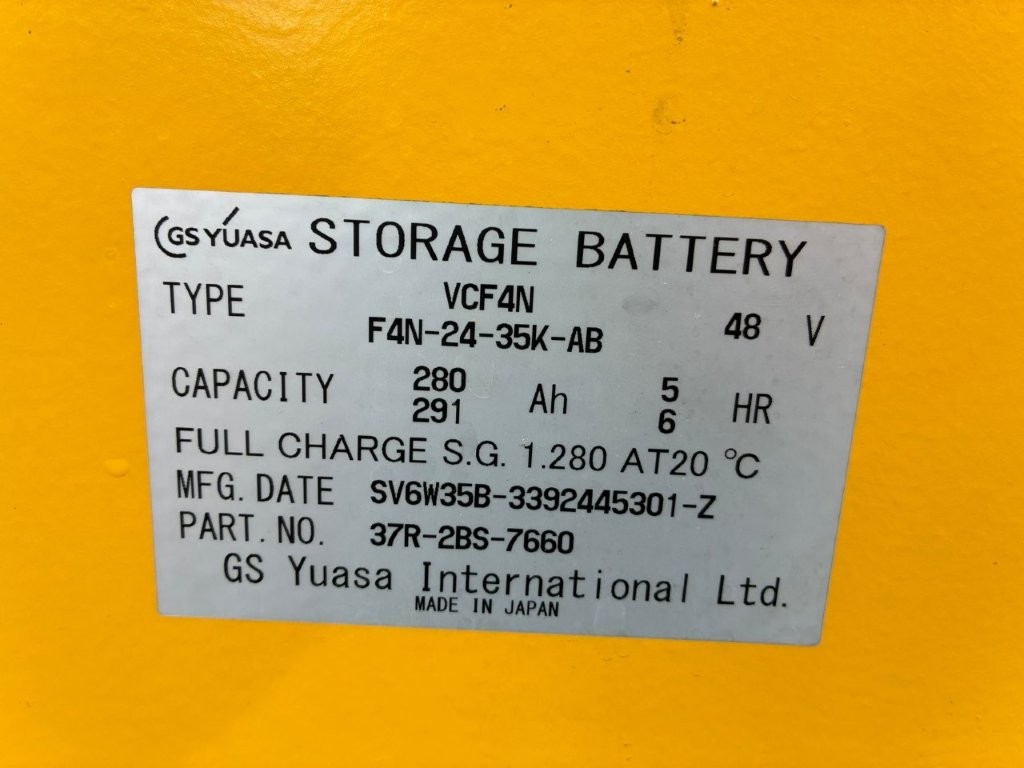 GS YUASA STORAGE BATTERY
TYPE VCF4N
F4N-24-35K-AB 48 V
CAPACITY 280 Ah 5 HR
291 6
FULL CHARGE S.G. 1.280 AT20 ℃
MFG. DATE SV6W35B-3392445301-Z
PART. NO. 37R-2BS-7660
GS Yuasa International Ltd.
MADE IN JAPAN